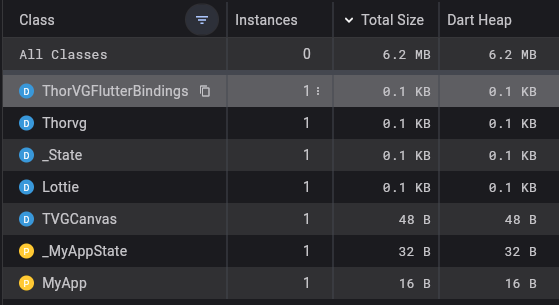 Class Instances Total Size Dart Heap
All Classes 0 6.2 MB 6.2 MB
D ThorVGFlutterBindings 1 0.1 KB 0.1 KB
D Thorvg 1 0.1 KB 0.1 KB
D _State 1 0.1 KB 0.1 KB
D Lottie 1 0.1 KB 0.1 KB
D TVGCanvas 1 48 B 48 B
P _MyAppState 1 32 B 32 B
P MyApp 1 16 B 16 B